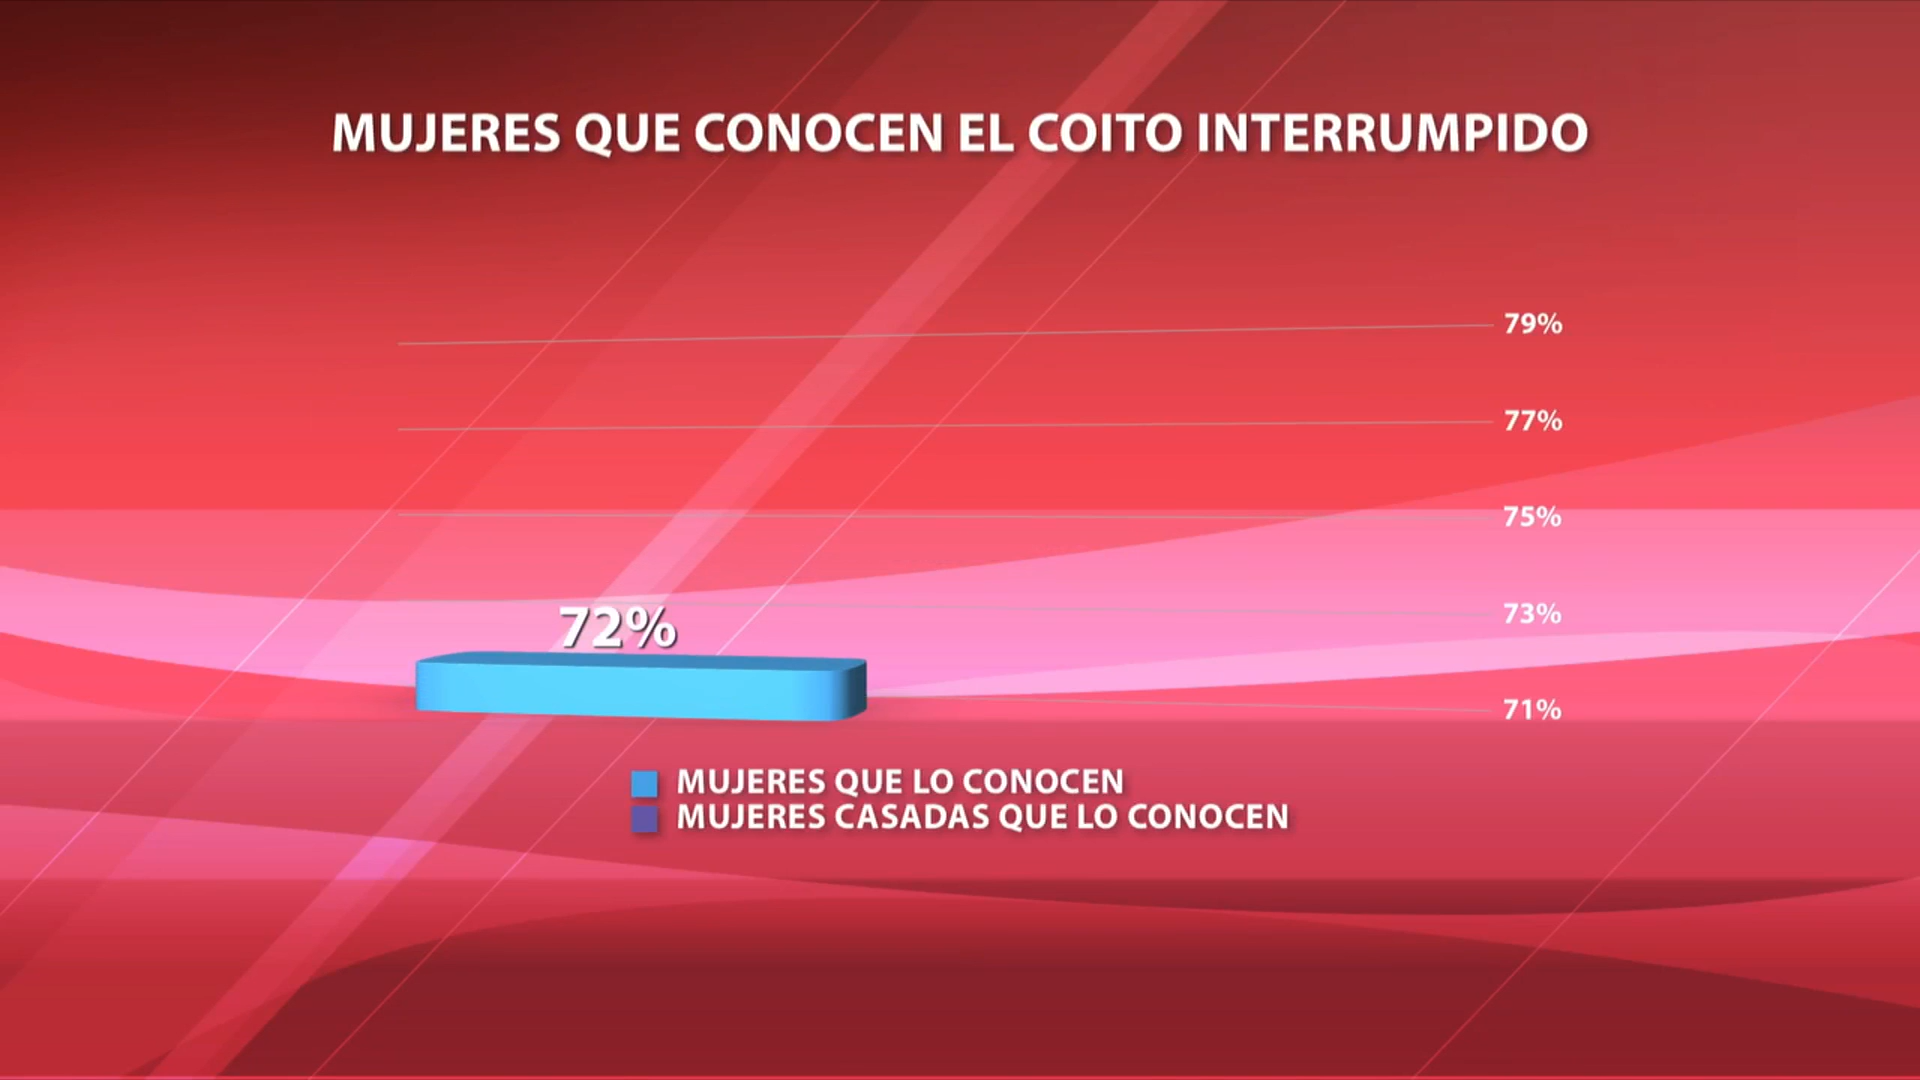 MUJERES QUE CONOCEN EL COITO INTERRUMPIDO
79%
77%
75%
73%
72%
71%
MUJERES QUE LO CONOCEN
MUJERES CASADAS QUE LO CONOCEN